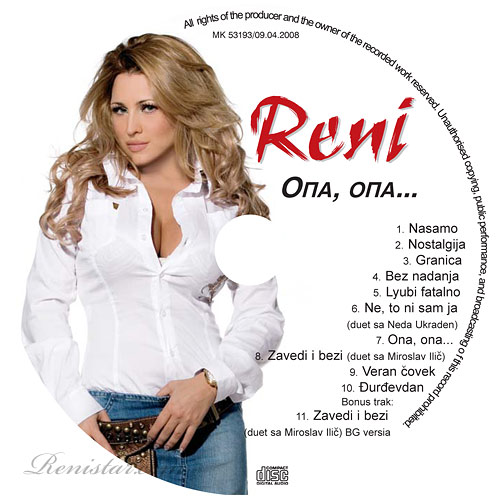 All rights of the producer and the owner of the recorded work reserved. Unauthorised copying, public performance, and broadcasting of this record prohibited.
MK 53193/09.04.2008
Reni
Опа, опа...
1. Nasamo
2. Nostalgija
3. Granica
4. Bez nadanja
5. Lyubi fatalno
6. Ne, to ni sam ja
(duet sa Neda Ukraden)
7. Ona, ona...
8. Zavedi i bezi (duet sa Miroslav Ilič)
9. Veran čovek
10. Đurđevdan
Bonus trak:
11. Zavedi i bezi
(duet sa Miroslav Ilič) BG versia
Renistar
COMPACT
disc
DIGITAL AUDIO